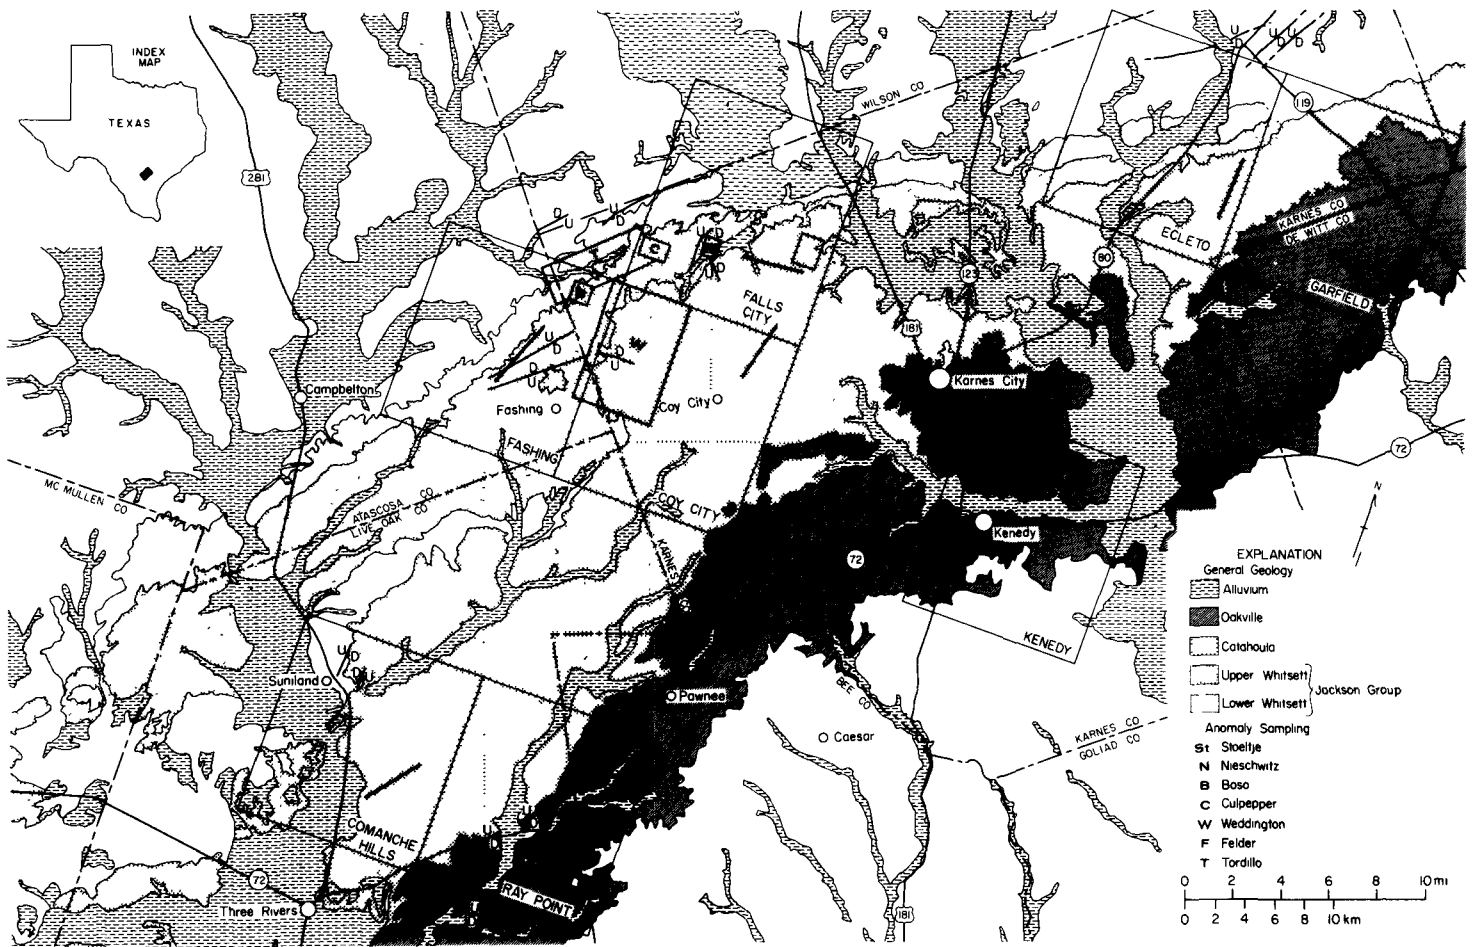 INDEX
MAP
TEXAS
281
WILSON CO
119
KARNES CO
DE WITT CO
ECLETO
80
123
181
GARFIELD
FALLS
CITY
C
W
U
D
Karnes City
Campbelton
Fashing
Coy City
FASHING
72
MC MULLEN
CO
ATASCOSA CO
LIVE OAK CO
COY CITY
KARNES
Kenedy
72
N
KENEDY
Suniland
Pawnee
BEE CO
Caesar
KARNES CO
GOLIAD CO
COMANCHE
HILLS
72
Three Rivers
RAY POINT
181
EXPLANATION
General Geology
Alluvium
Oakville
Catahoula
Upper Whitsett
Lower Whitsett
Jackson Group
Anomaly Sampling
St Stoeltje
N Nieschwitz
B Boso
C Culpepper
W Weddington
F Felder
T Tordillo
0 2 4 6 8 10 mi
0 2 4 6 8 10 km